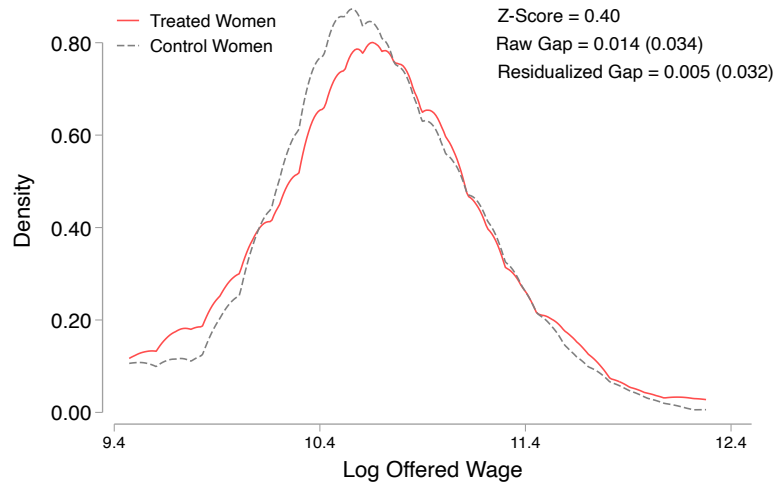 Treated Women
Control Women
Z-Score = 0.40
Raw Gap = 0.014 (0.034)
Residualized Gap = 0.005 (0.032)
0.80
0.60
0.40
0.20
0.00
Density
9.4
10.4
11.4
12.4
Log Offered Wage